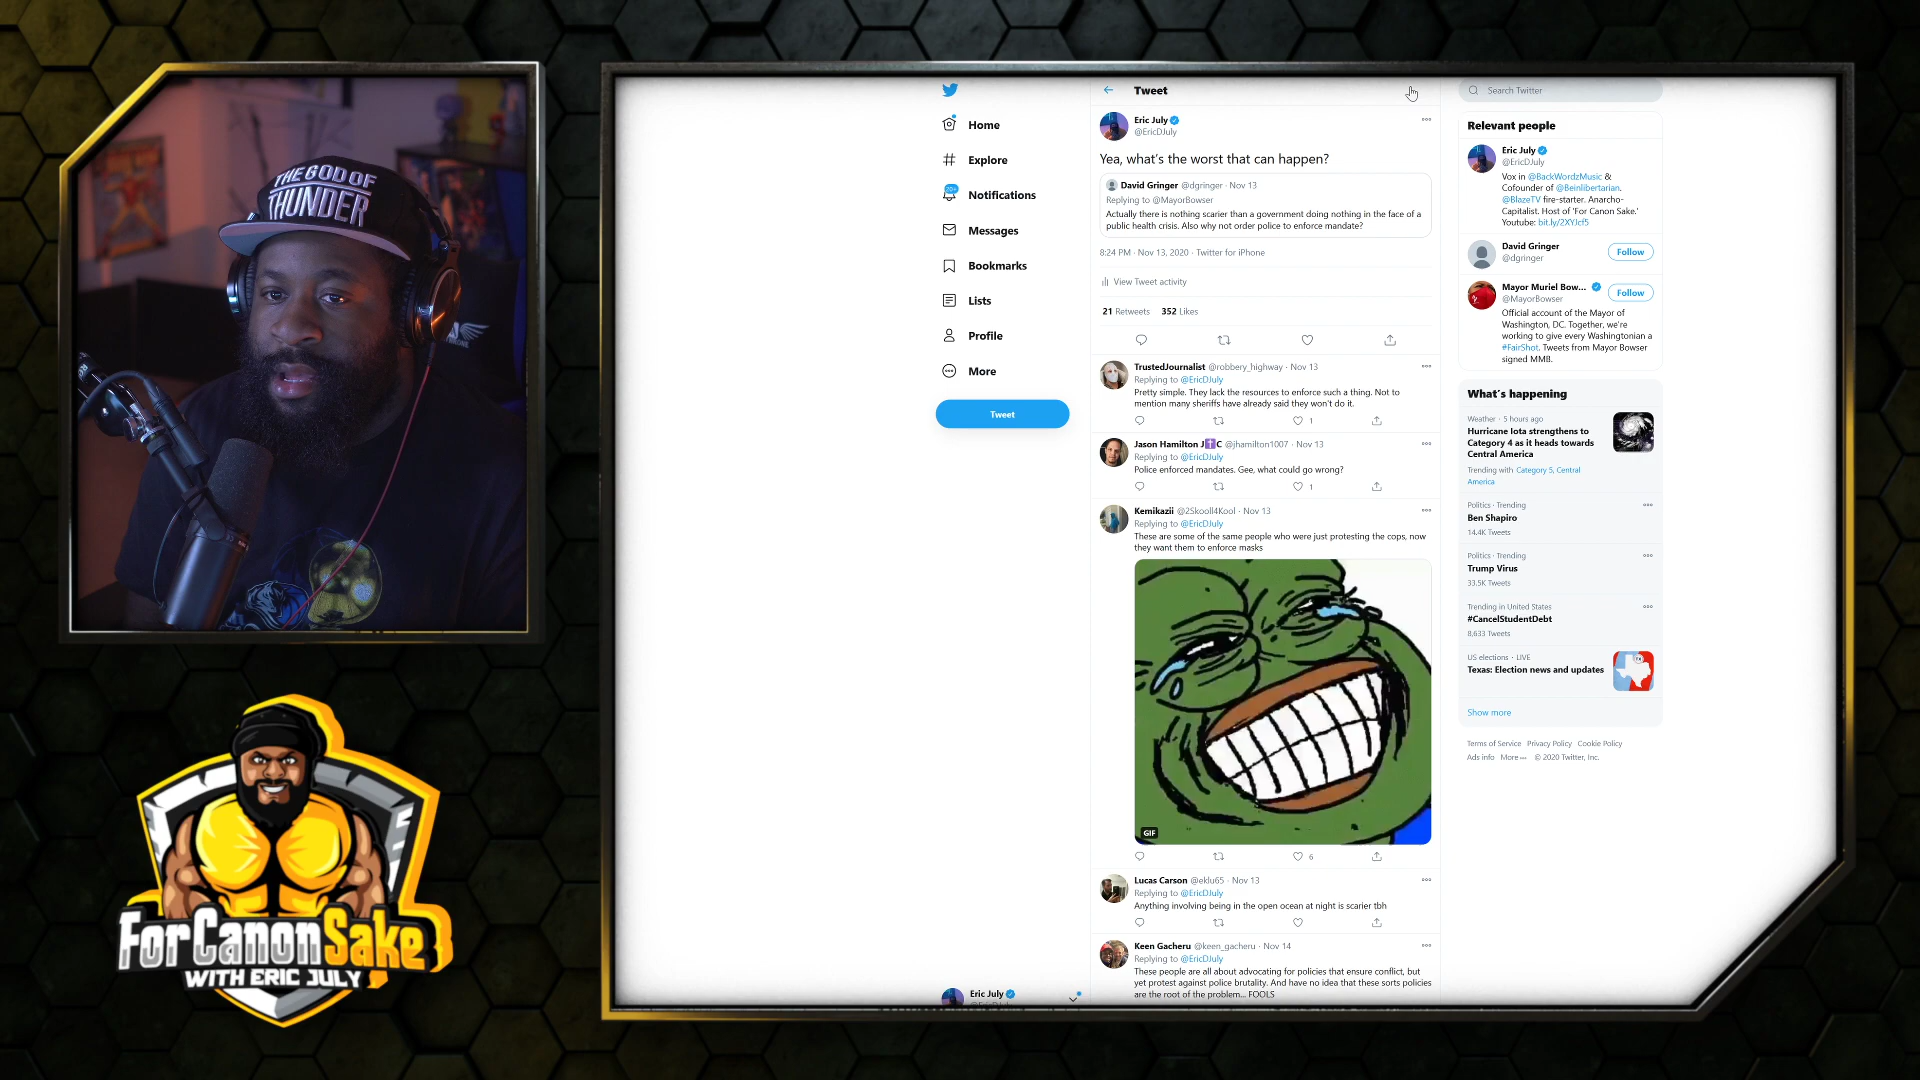 THE GOD OF
THUNDER
ForCanonSake
WITH ERIC JULY
Home
Explore
20+
Notifications
Messages
Bookmarks
Lists
Profile
More
Tweet
Eric July
Tweet
Eric July
@EricDJuly
Yea, what's the worst that can happen?
David Gringer @dgringer · Nov 13
Replying to @MayorBowser
Actually there is nothing scarier than a government doing nothing in the face of a
public health crisis. Also why not order police to enforce mandate?
8:24 PM · Nov 13, 2020 · Twitter for iPhone
View Tweet activity
21 Retweets 352 Likes
TrustedJournalist @robbery_highway · Nov 13
Replying to @EricDJuly
Pretty simple. They lack the resources to enforce such a thing. Not to
mention many sheriffs have already said they won't do it.
1
Jason Hamilton J✝️C @jhamilton1007 · Nov 13
Replying to @EricDJuly
Police enforced mandates. Gee, what could go wrong?
1
Kemikazii @2Skooll4Kool · Nov 13
Replying to @EricDJuly
These are some of the same people who were just protesting the cops, now
they want them to enforce masks
GIF
6
Lucas Carson @eklu65 · Nov 13
Replying to @EricDJuly
Anything involving being in the open ocean at night is scarier tbh
Keen Gacheru @keen_gacheru · Nov 14
Replying to @EricDJuly
These people are all about advocating for policies that ensure conflict, but
yet protest against police brutality. And have no idea that these sorts policies
are the root of the problem... FOOLS
Search Twitter
Relevant people
Eric July
@EricDJuly
Vox in @BackWordzMusic &
Cofounder of @Beinlibertarian.
@BlazeTV fire-starter. Anarcho-
Capitalist. Host of 'For Canon Sake.'
Youtube: bit.ly/2XYJcf5
David Gringer
@dgringer
Follow
Mayor Muriel Bow...
@MayorBowser
Follow
Official account of the Mayor of
Washington, DC. Together, we're
working to give every Washingtonian a
#FairShot. Tweets from Mayor Bowser
signed MMB.
What's happening
Weather · 5 hours ago
Hurricane Iota strengthens to
Category 4 as it heads towards
Central America
Trending with Category 5, Central
America
Politics · Trending
Ben Shapiro
14.4K Tweets
Politics · Trending
Trump Virus
33.5K Tweets
Trending in United States
#CancelStudentDebt
8,633 Tweets
US elections · LIVE
Texas: Election news and updates
Show more
Terms of Service Privacy Policy Cookie Policy
Ads info More ··· © 2020 Twitter, Inc.